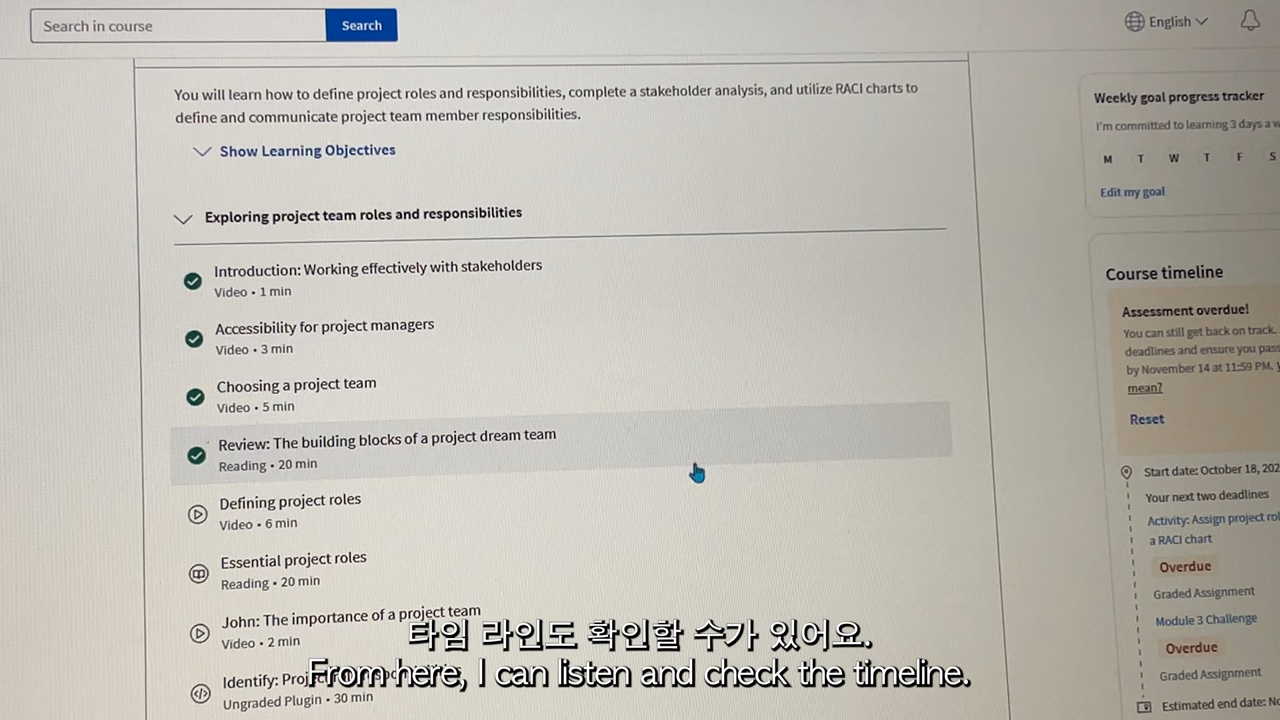 Search in course
Search
English
You will learn how to define project roles and responsibilities, complete a stakeholder analysis, and utilize RACI charts to
define and communicate project team member responsibilities.
Show Learning Objectives
Exploring project team roles and responsibilities
Introduction: Working effectively with stakeholders
Video • 1 min
Accessibility for project managers
Video • 3 min
Choosing a project team
Video • 5 min
Review: The building blocks of a project dream team
Reading • 20 min
Defining project roles
Video • 6 min
Essential project roles
Reading • 20 min
John: The importance of a project team
Video • 2 min
Identify:
Ungraded Plugin • 30 min
Weekly goal progress tracker
I'm committed to learning 3 days a
M T W T F S
Edit my goal
Course timeline
Assessment overdue!
You can still get back on track.
deadlines and ensure you pass
by November 14 at 11:59 PM.
mean?
Reset
Start date: October 18,
Your next two deadlines
Activity: Assign project
a RACI chart
Overdue
Graded Assignment
Module 3 Challenge
Overdue
Graded Assignment
Estimated end date:
타임 라인도 확인할 수가 있어요.
From here, I can listen and check the timeline.